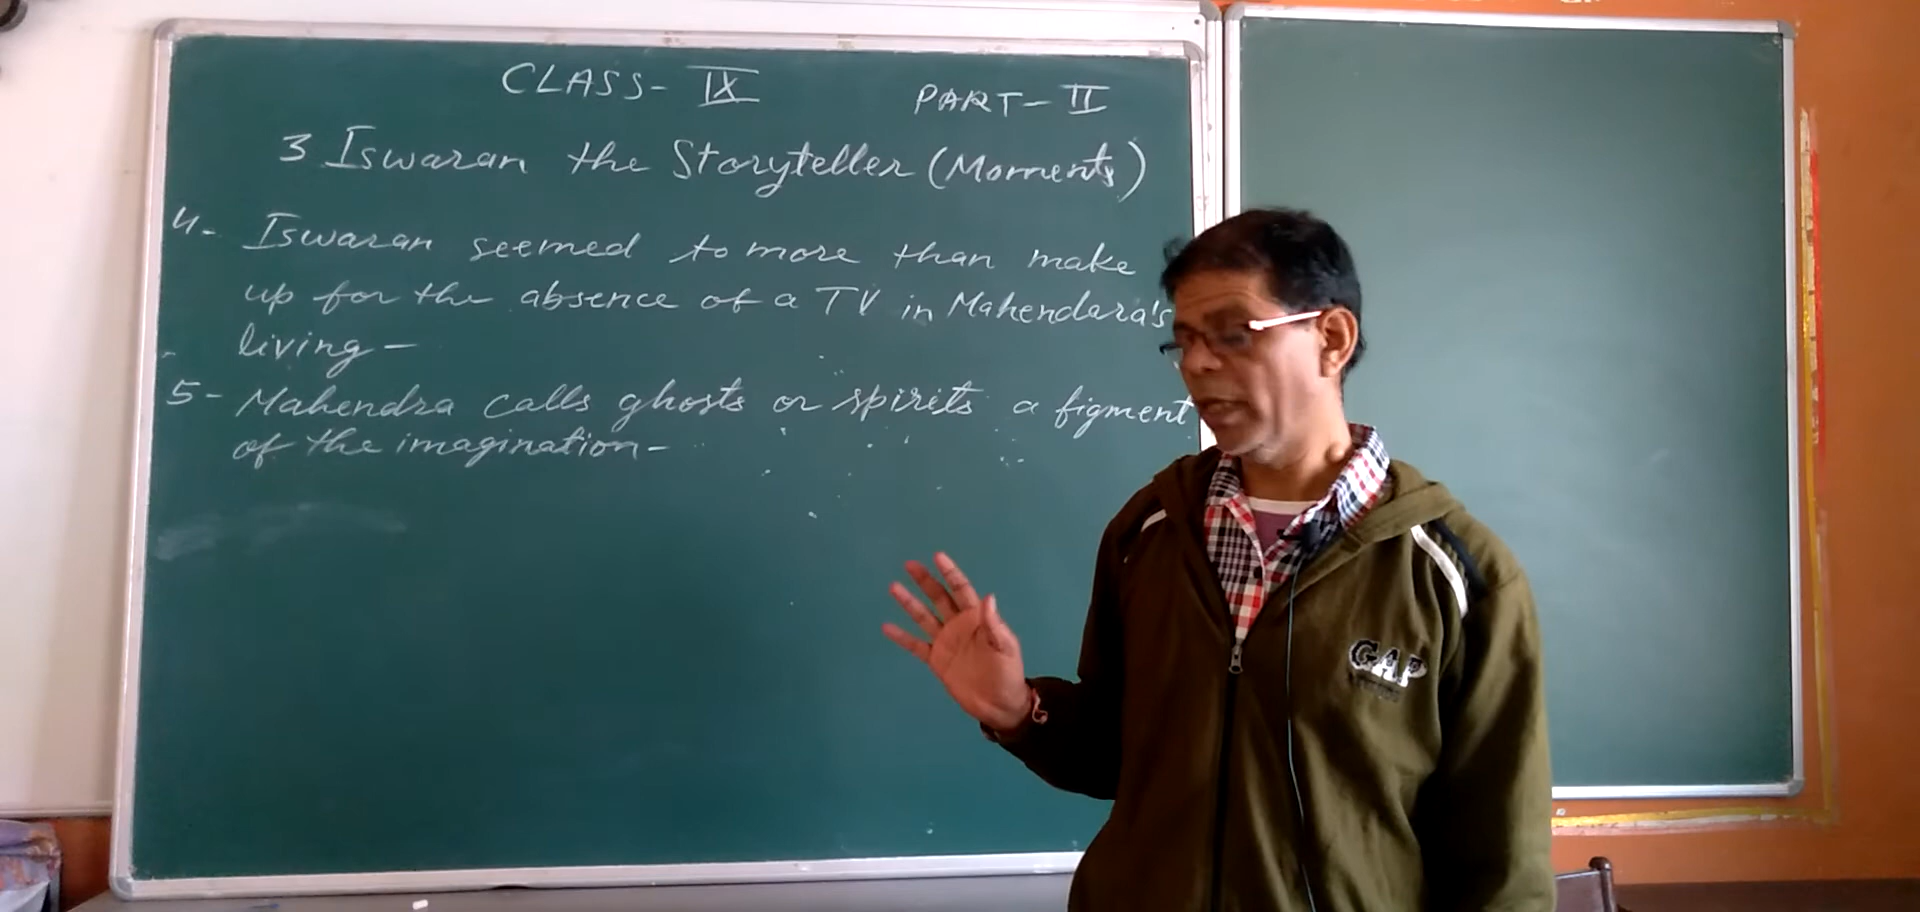 CLASS- IX PART- II
3 Iswaran the Storyteller (Moments)
4- Iswaran seemed to more than make
up for the absence of a TV in Mahendara's
living -
5- Mahendra calls ghosts or spirits a figment
of the imagination-
GAP